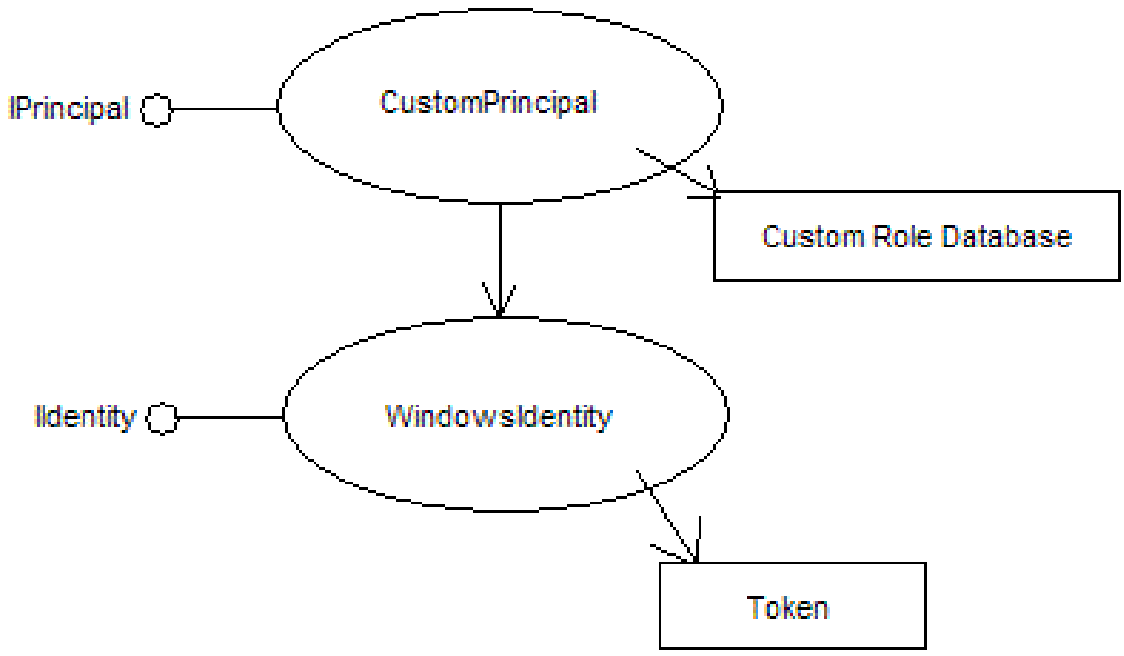 IPrincipal
CustomPrincipal
Custom Role Database
IIdentity
WindowsIdentity
Token